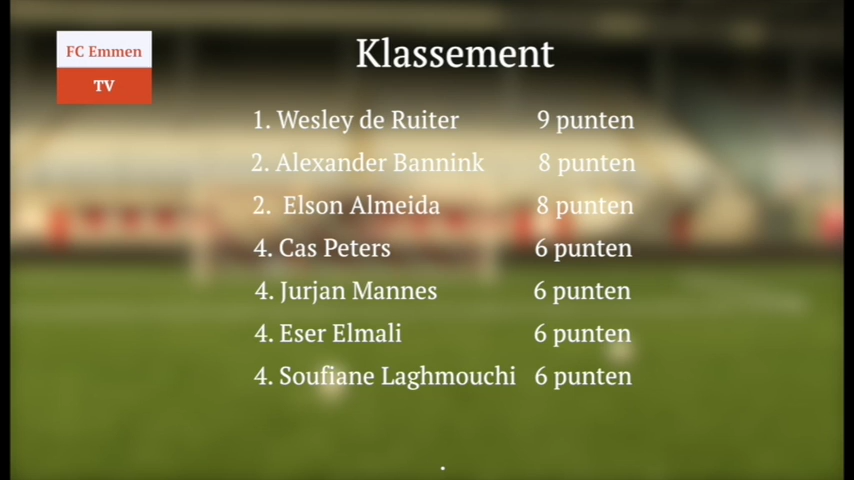 FC Emmen
TV
Klassement
1. Wesley de Ruiter 9 punten
2. Alexander Bannink 8 punten
2. Elson Almeida 8 punten
4. Cas Peters 6 punten
4. Jurjan Mannes 6 punten
4. Eser Elmali 6 punten
4. Soufiane Laghmouchi 6 punten
.